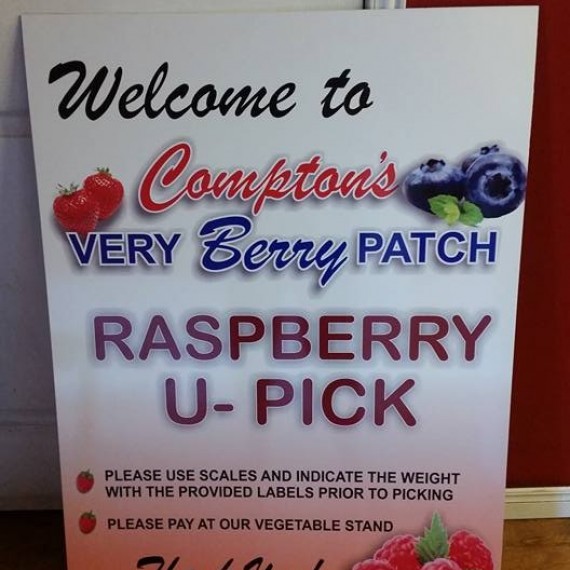 Welcome to
Compton's
VERY Berry PATCH
RASPBERRY
U- PICK
PLEASE USE SCALES AND INDICATE THE WEIGHT
WITH THE PROVIDED LABELS PRIOR TO PICKING
PLEASE PAY AT OUR VEGETABLE STAND